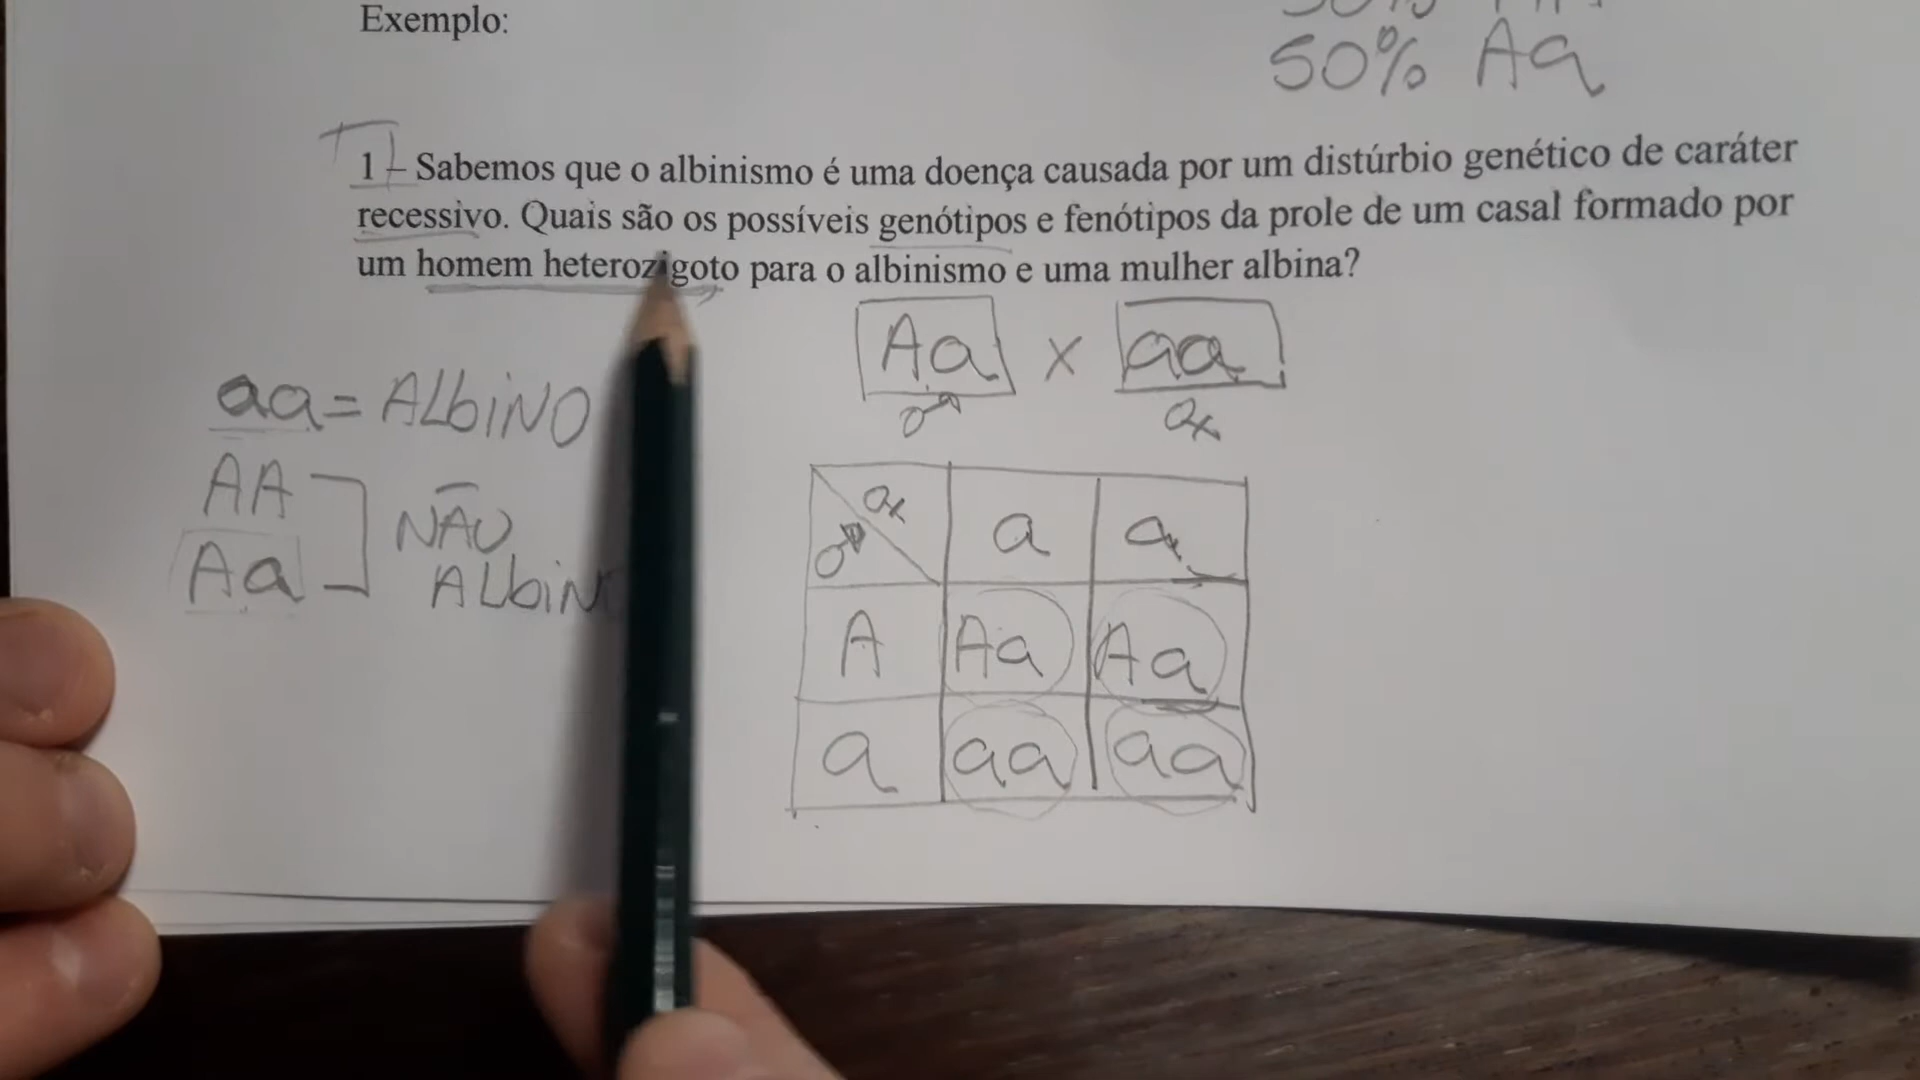 Exemplo:
50% Aa
1 – Sabemos que o albinismo é uma doença causada por um distúrbio genético de caráter
recessivo. Quais são os possíveis genótipos e fenótipos da prole de um casal formado por
um homem heterozigoto para o albinismo e uma mulher albina?
Aa x aa
♂ ♀
aa = ALbiNO
AA
Aa
NÃO
ALbiN
♀
♂ a a
A Aa Aa
a aa aa